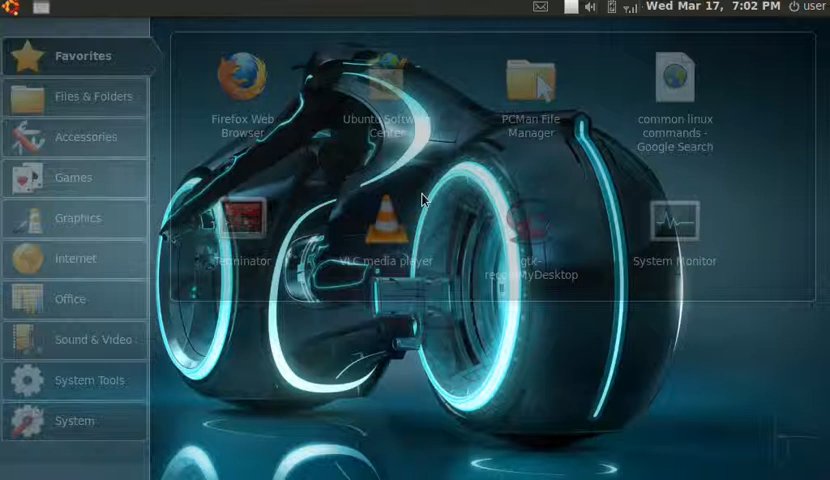 Wed Mar 17, 7:02 PM user
Favorites
Files & Folders
Accessories
Games
Graphics
Internet
Office
Sound & Video
System Tools
System
Firefox Web
Browser
Ubuntu Software
Center
PCMan File
Manager
common linux
commands -
Google Search
Terminator
VLC media player
gtk-
recordMyDesktop
System Monitor